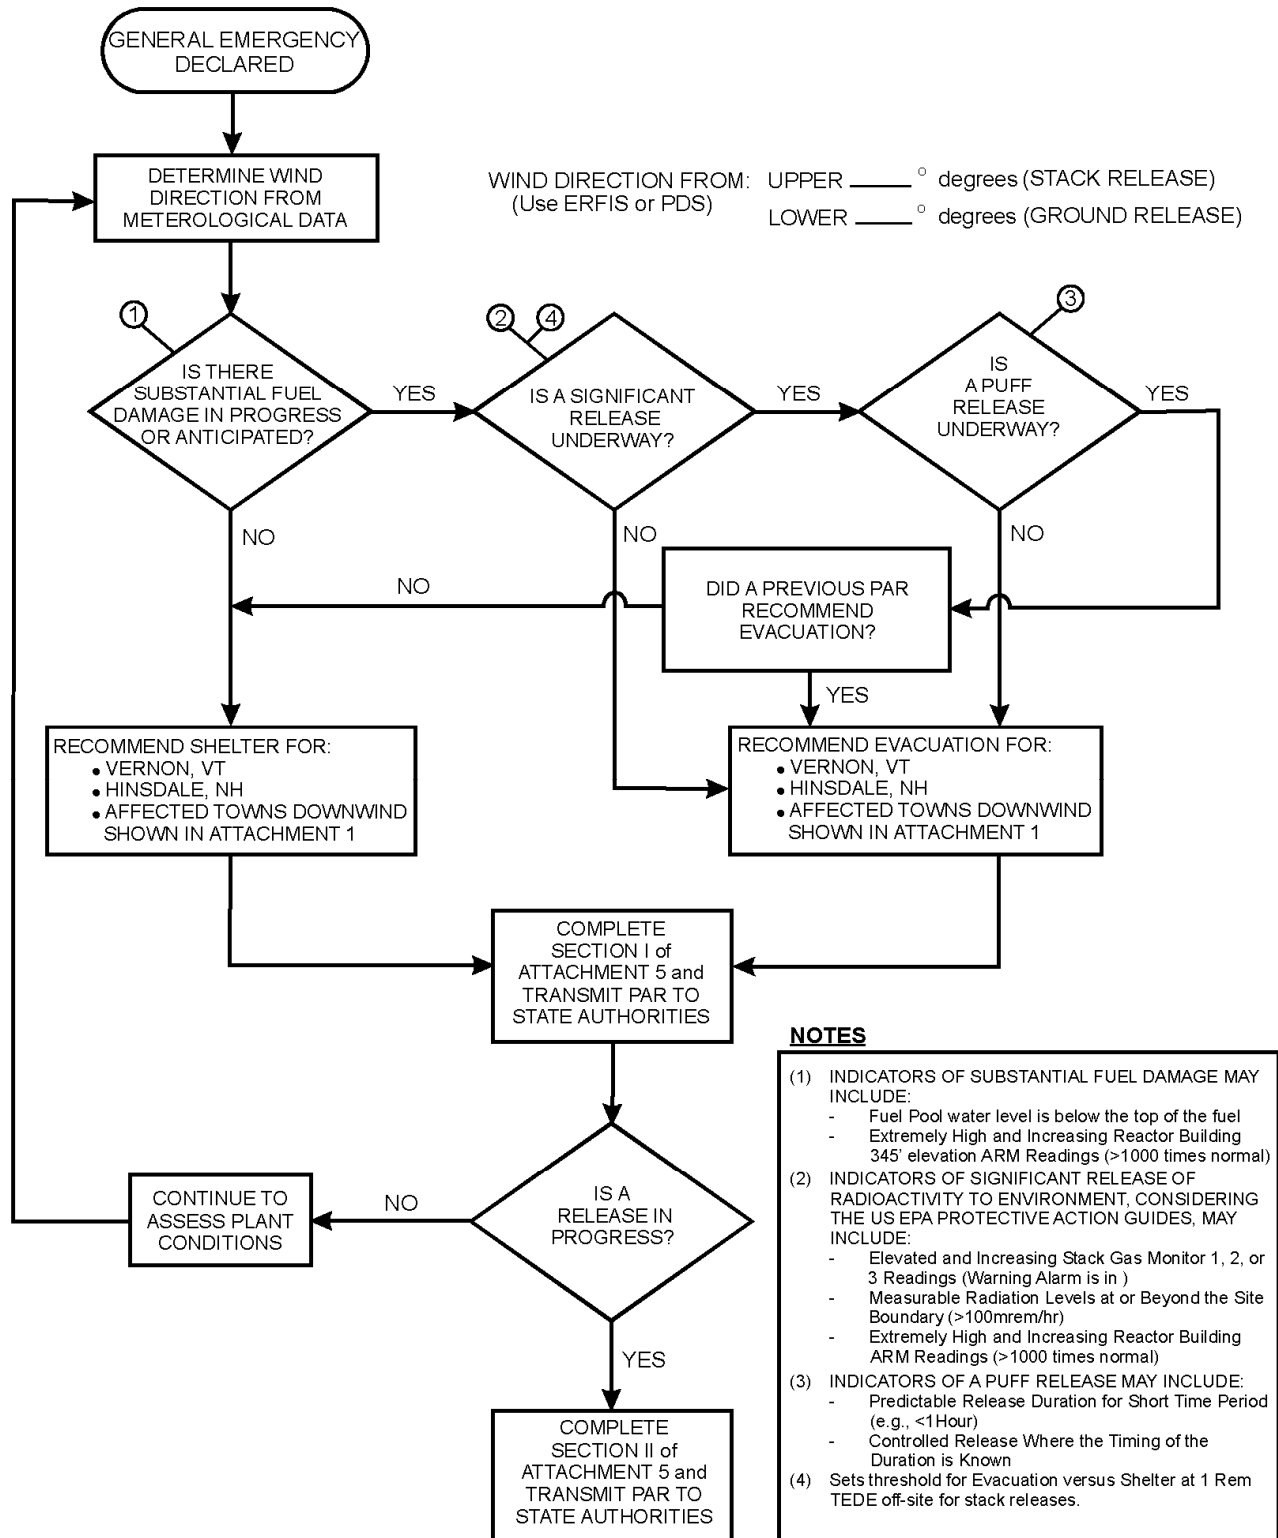 GENERAL EMERGENCY
DECLARED
DETERMINE WIND
DIRECTION FROM
METEROLOGICAL DATA
WIND DIRECTION FROM: UPPER ______ ° degrees (STACK RELEASE)
(Use ERFIS or PDS)
LOWER ______ ° degrees (GROUND RELEASE)
1
IS THERE
SUBSTANTIAL FUEL
DAMAGE IN PROGRESS
OR ANTICIPATED?
YES
NO
2
4
IS A SIGNIFICANT
RELEASE
UNDERWAY?
YES
NO
3
IS
A PUFF
RELEASE
UNDERWAY?
YES
NO
DID A PREVIOUS PAR
RECOMMEND
EVACUATION?
NO
YES
RECOMMEND SHELTER FOR:
• VERNON, VT
• HINSDALE, NH
• AFFECTED TOWNS DOWNWIND
SHOWN IN ATTACHMENT 1
RECOMMEND EVACUATION FOR:
• VERNON, VT
• HINSDALE, NH
• AFFECTED TOWNS DOWNWIND
SHOWN IN ATTACHMENT 1
COMPLETE
SECTION I of
ATTACHMENT 5 and
TRANSMIT PAR TO
STATE AUTHORITIES
IS A
RELEASE IN
PROGRESS?
NO
CONTINUE TO
ASSESS PLANT
CONDITIONS
YES
COMPLETE
SECTION II of
ATTACHMENT 5 and
TRANSMIT PAR TO
STATE AUTHORITIES
NOTES
(1) INDICATORS OF SUBSTANTIAL FUEL DAMAGE MAY
INCLUDE:
- Fuel Pool water level is below the top of the fuel
- Extremely High and Increasing Reactor Building
345' elevation ARM Readings (>1000 times normal)
(2) INDICATORS OF SIGNIFICANT RELEASE OF
RADIOACTIVITY TO ENVIRONMENT, CONSIDERING
THE US EPA PROTECTIVE ACTION GUIDES, MAY
INCLUDE:
- Elevated and Increasing Stack Gas Monitor 1, 2, or
3 Readings (Warning Alarm is in )
- Measurable Radiation Levels at or Beyond the Site
Boundary (>100mrem/hr)
- Extremely High and Increasing Reactor Building
ARM Readings (>1000 times normal)
(3) INDICATORS OF A PUFF RELEASE MAY INCLUDE:
- Predictable Release Duration for Short Time Period
(e.g., <1Hour)
- Controlled Release Where the Timing of the
Duration is Known
(4) Sets threshold for Evacuation versus Shelter at 1 Rem
TEDE off-site for stack releases.